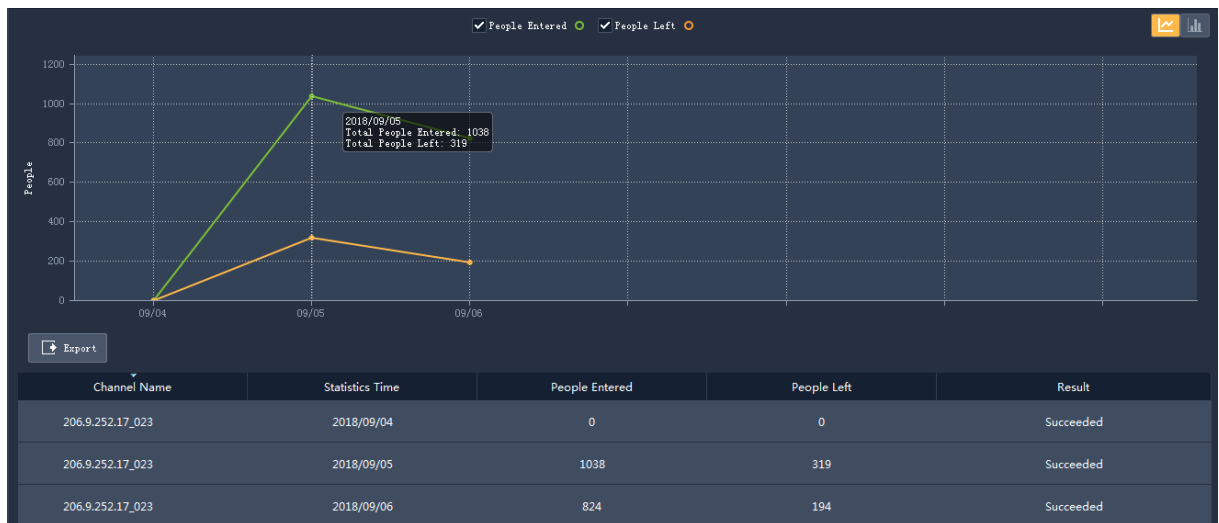 People Entered People Left
1200
1000
800
600
400
200
0
People
2018/09/05
Total People Entered: 1038
Total People Left: 319
09/04 09/05 09/06
Export
Channel Name Statistics Time People Entered People Left Result
206.9.252.17_023 2018/09/04 0 0 Succeeded
206.9.252.17_023 2018/09/05 1038 319 Succeeded
206.9.252.17_023 2018/09/06 824 194 Succeeded